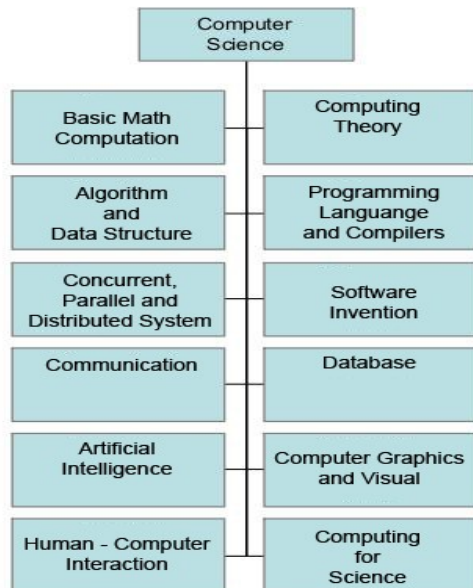 Computer
Science
Basic Math
Computation
Computing
Theory
Algorithm
and
Data Structure
Programming
Languange
and Compilers
Concurrent,
Parallel and
Distributed System
Software
Invention
Communication
Database
Artificial
Intelligence
Computer Graphics
and Visual
Human - Computer
Interaction
Computing
for
Science